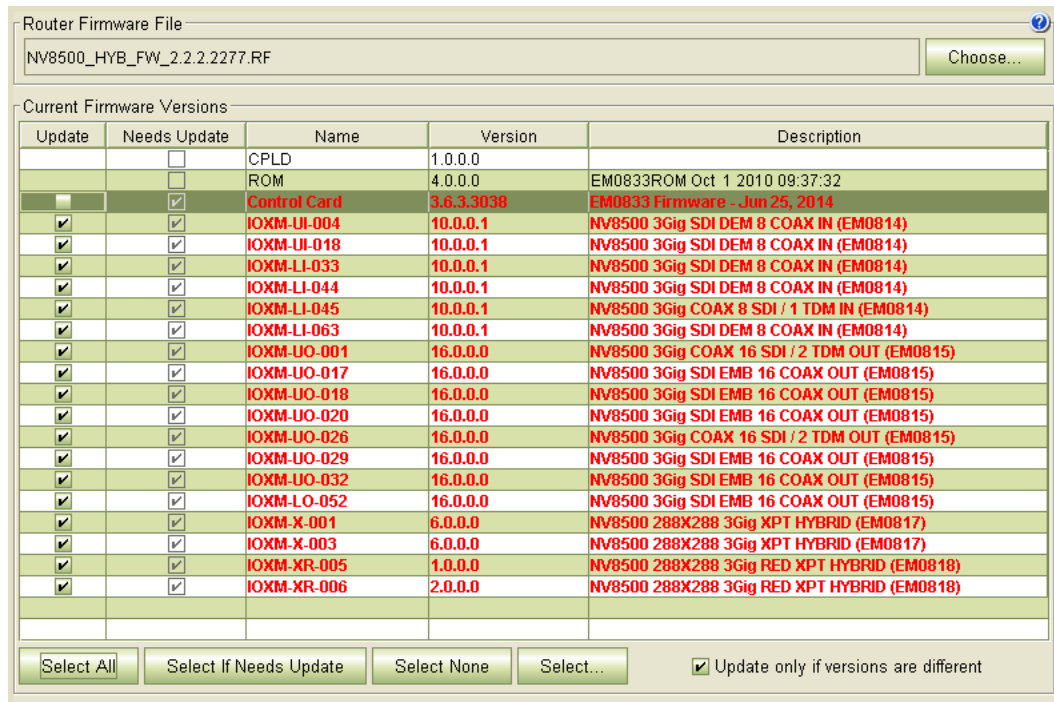 Router Firmware File
NV8500_HYB_FW_2.2.2.2277.RF
Choose...
Current Firmware Versions
Update Needs Update Name Version Description
CPLD 1.0.0.0
ROM 4.0.0.0 EM0833ROM Oct 1 2010 09:37:32
Control Card 3.6.3.3038 EM0833 Firmware - Jun 25, 2014
IOXM-UI-004 10.0.0.1 NV8500 3Gig SDI DEM 8 COAX IN (EM0814)
IOXM-UI-018 10.0.0.1 NV8500 3Gig SDI DEM 8 COAX IN (EM0814)
IOXM-LI-033 10.0.0.1 NV8500 3Gig SDI DEM 8 COAX IN (EM0814)
IOXM-LI-044 10.0.0.1 NV8500 3Gig SDI DEM 8 COAX IN (EM0814)
IOXM-LI-045 10.0.0.1 NV8500 3Gig COAX 8 SDI / 1 TDM IN (EM0814)
IOXM-LI-063 10.0.0.1 NV8500 3Gig SDI DEM 8 COAX IN (EM0814)
IOXM-UO-001 16.0.0.0 NV8500 3Gig COAX 16 SDI / 2 TDM OUT (EM0815)
IOXM-UO-017 16.0.0.0 NV8500 3Gig SDI EMB 16 COAX OUT (EM0815)
IOXM-UO-018 16.0.0.0 NV8500 3Gig SDI EMB 16 COAX OUT (EM0815)
IOXM-UO-020 16.0.0.0 NV8500 3Gig SDI EMB 16 COAX OUT (EM0815)
IOXM-UO-026 16.0.0.0 NV8500 3Gig COAX 16 SDI / 2 TDM OUT (EM0815)
IOXM-UO-029 16.0.0.0 NV8500 3Gig SDI EMB 16 COAX OUT (EM0815)
IOXM-UO-032 16.0.0.0 NV8500 3Gig SDI EMB 16 COAX OUT (EM0815)
IOXM-LO-052 16.0.0.0 NV8500 3Gig SDI EMB 16 COAX OUT (EM0815)
IOXM-X-001 6.0.0.0 NV8500 288X288 3Gig XPT HYBRID (EM0817)
IOXM-X-003 6.0.0.0 NV8500 288X288 3Gig XPT HYBRID (EM0817)
IOXM-XR-005 1.0.0.0 NV8500 288X288 3Gig RED XPT HYBRID (EM0818)
IOXM-XR-006 2.0.0.0 NV8500 288X288 3Gig RED XPT HYBRID (EM0818)
Select All Select If Needs Update Select None Select... Update only if versions are different